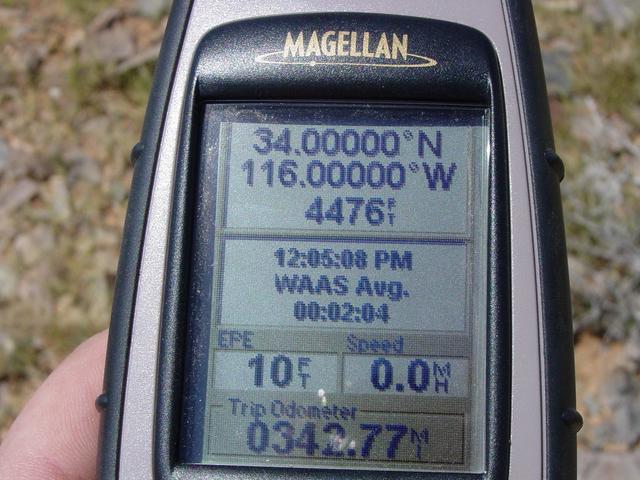 MAGELLAN
34.00000°N
116.00000°W
4476FT
12:05:08 PM
WAAS Avg.
00:02:04
EPE Speed
10FT 0.0MH
Trip Odometer
0342.77MI